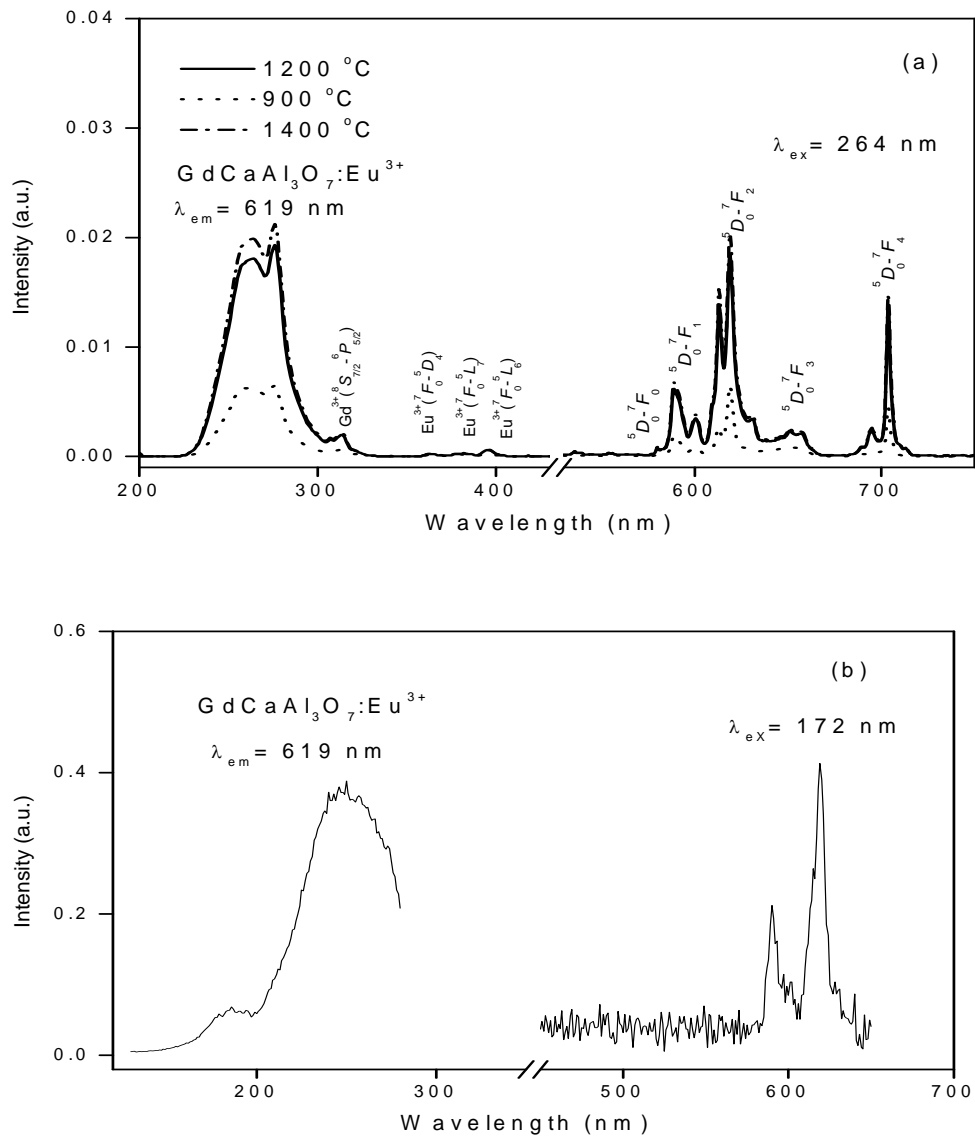 0.04
0.03
0.02
0.01
0.00
Intensity (a.u.)
1200 °C
900 °C
1400 °C
GdCaAl₃O₇:Eu³⁺
λem= 619 nm
(a)
λex= 264 nm
Gd³⁺(⁸S₇/₂-⁶P₅/₂)
Eu³⁺(⁷F₀-⁵D₄)
Eu³⁺(⁷F₀-⁵L₇)
Eu³⁺(⁷F₀-⁵L₆)
⁵D₀-⁷F₀
⁵D₀-⁷F₁
⁵D₀-⁷F₂
⁵D₀-⁷F₃
⁵D₀-⁷F₄
200 300 400 600 700
Wavelength (nm)
0.6
0.4
0.2
0.0
Intensity (a.u.)
GdCaAl₃O₇:Eu³⁺
λem= 619 nm
(b)
λeX= 172 nm
200 300 500 600 700
Wavelength (nm)